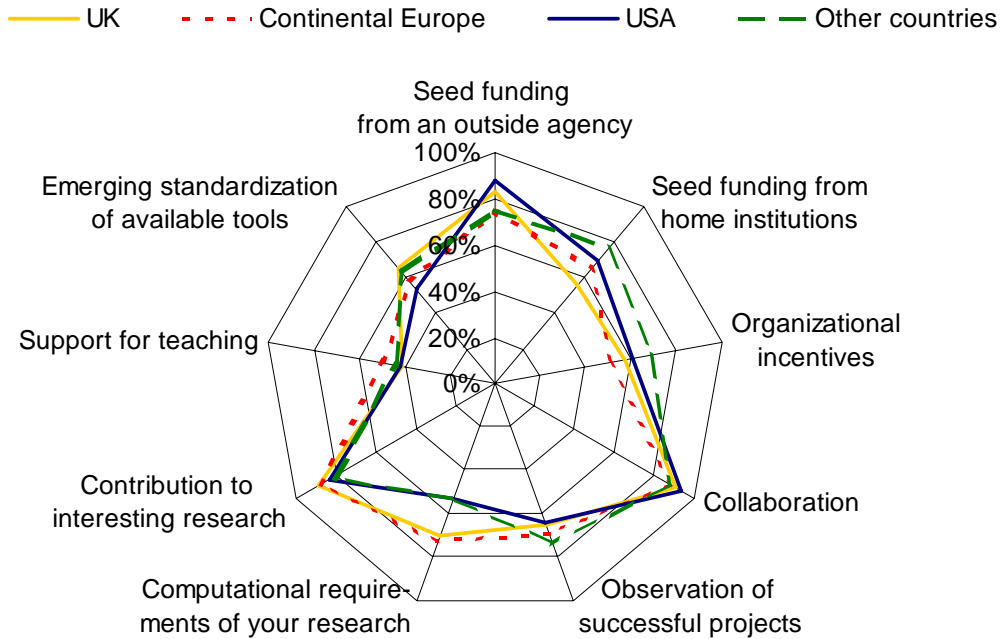 UK Continental Europe USA Other countries
Seed funding
from an outside agency
100%
80%
60%
40%
20%
0%
Seed funding from
home institutions
Organizational
incentives
Collaboration
Observation of
successful projects
Computational require-
ments of your research
Contribution to
interesting research
Support for teaching
Emerging standardization
of available tools